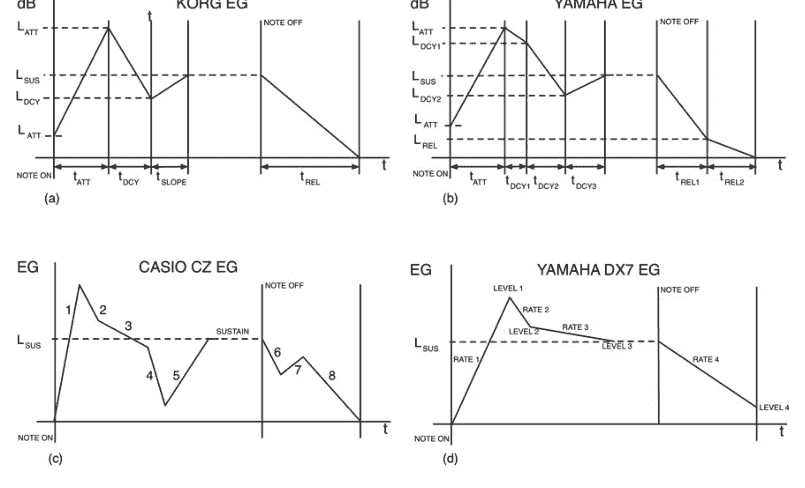 dB
KORG EG
t
L ATT
NOTE OFF
L SUS
L DCY
L ATT
NOTE ON
t ATT
t DCY
t SLOPE
t REL
t
(a)
dB
YAMAHA EG
L ATT
L DCY1
NOTE OFF
L SUS
L DCY2
L ATT
L REL
NOTE ON
t ATT
t DCY1
t DCY2
t DCY3
t REL1
t REL2
t
(b)
EG
CASIO CZ EG
NOTE OFF
1
2
3
SUSTAIN
L SUS
4
5
6
7
8
t
NOTE ON
(c)
EG
YAMAHA DX7 EG
LEVEL 1
NOTE OFF
RATE 2
LEVEL 2
RATE 3
L SUS
LEVEL 3
RATE 1
RATE 4
LEVEL 4
t
NOTE ON
(d)